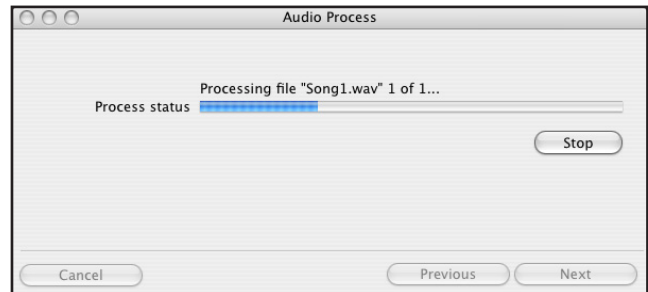 Audio Process
Processing file "Song1.wav" 1 of 1...
Process status
Stop
Cancel Previous Next